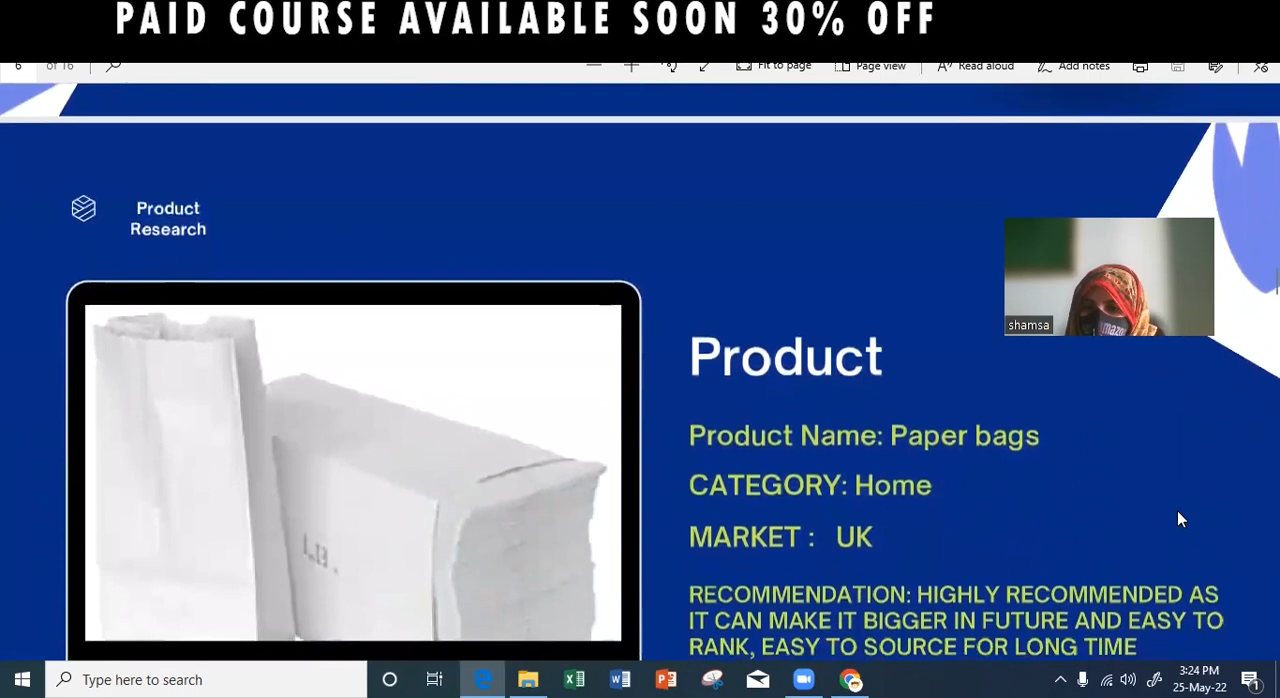 PAID COURSE AVAILABLE SOON 30% OFF
6 of 16 Fit to page Page view Read aloud Add notes
Product
Research
shamsa
Product
Product Name: Paper bags
CATEGORY: Home
MARKET : UK
RECOMMENDATION: HIGHLY RECOMMENDED AS
IT CAN MAKE IT BIGGER IN FUTURE AND EASY TO
RANK, EASY TO SOURCE FOR LONG TIME
Type here to search
3:24 PM
25-May-22